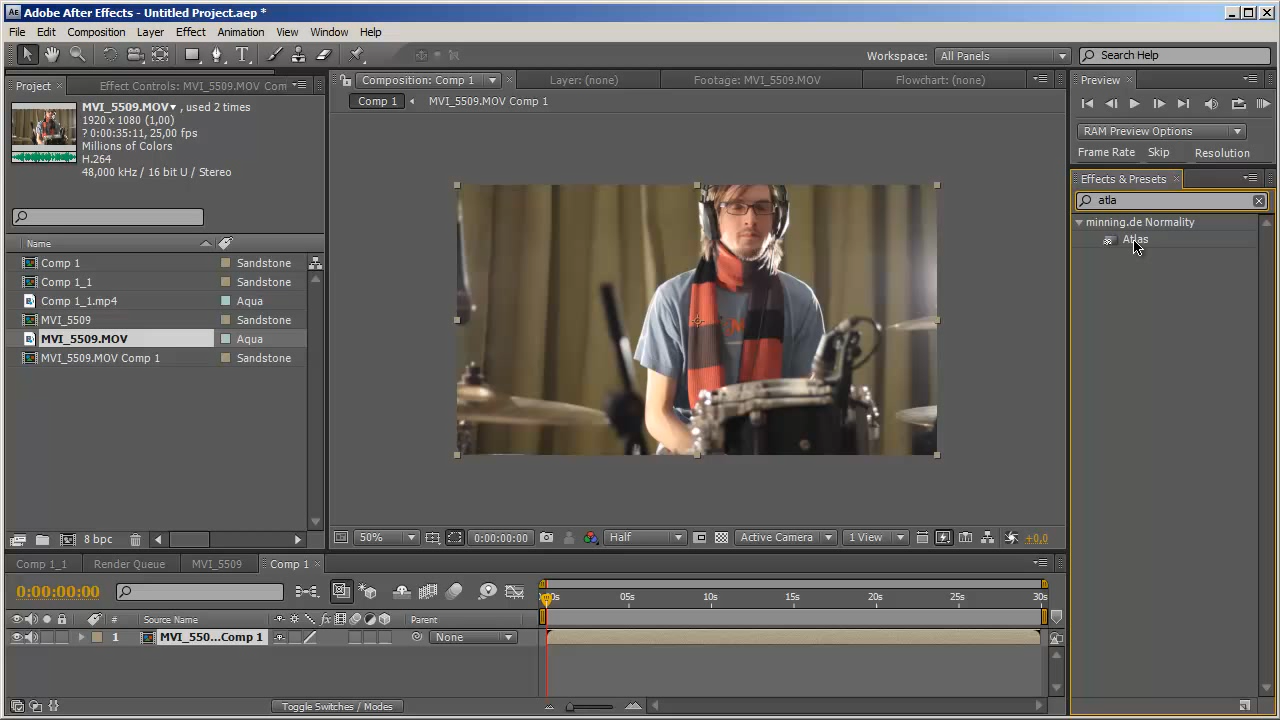 Adobe After Effects - Untitled Project.aep *
File Edit Composition Layer Effect Animation View Window Help
Workspace: All Panels Search Help
Project Effect Controls: MVI_5509.MOV Com
MVI_5509.MOV▾ , used 2 times
1920 x 1080 (1,00)
? 0:00:35:11, 25,00 fps
Millions of Colors
H.264
48,000 kHz / 16 bit U / Stereo
Name
Comp 1 Sandstone
Comp 1_1 Sandstone
Comp 1_1.mp4 Aqua
MVI_5509 Sandstone
MVI_5509.MOV Aqua
MVI_5509.MOV Comp 1 Sandstone
8 bpc
Composition: Comp 1 Layer: (none) Footage: MVI_5509.MOV Flowchart: (none)
Comp 1 MVI_5509.MOV Comp 1
50% 0:00:00:00 Half Active Camera 1 View +0,0
Preview
RAM Preview Options
Frame Rate Skip Resolution
Effects & Presets
atla
minning.de Normality
Atlas
Comp 1_1 Render Queue MVI_5509 Comp 1
0:00:00:00
00s 05s 10s 15s 20s 25s 30s
# Source Name Parent
1 MVI_550...Comp 1 None
Toggle Switches / Modes